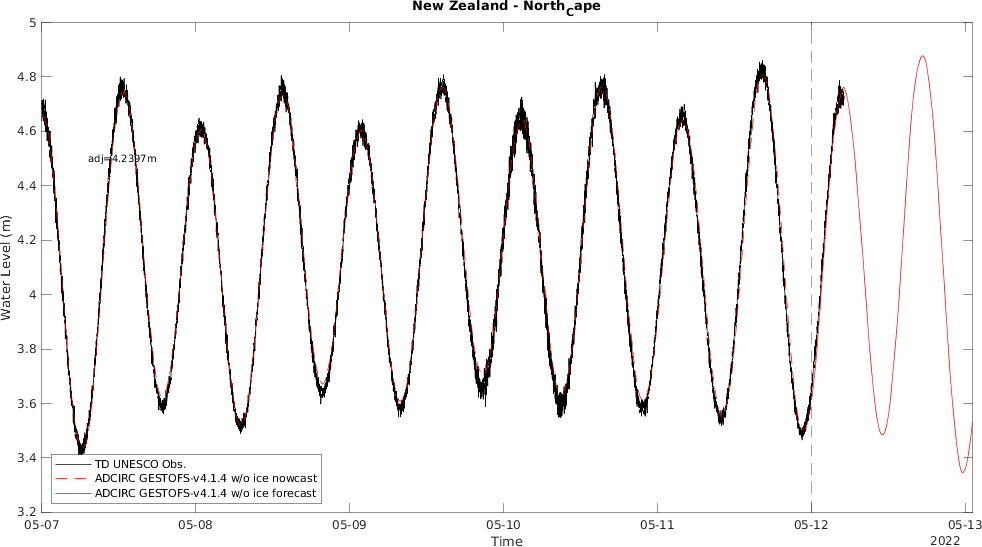 New Zealand - NorthCape
5
4.8
4.6
4.4
4.2
4
3.8
3.6
3.4
3.2
Water Level (m)
adj=4.2397m
TD UNESCO Obs.
ADCIRC GESTOFS-v4.1.4 w/o ice nowcast
ADCIRC GESTOFS-v4.1.4 w/o ice forecast
05-07 05-08 05-09 05-10 05-11 05-12 05-13
Time
2022